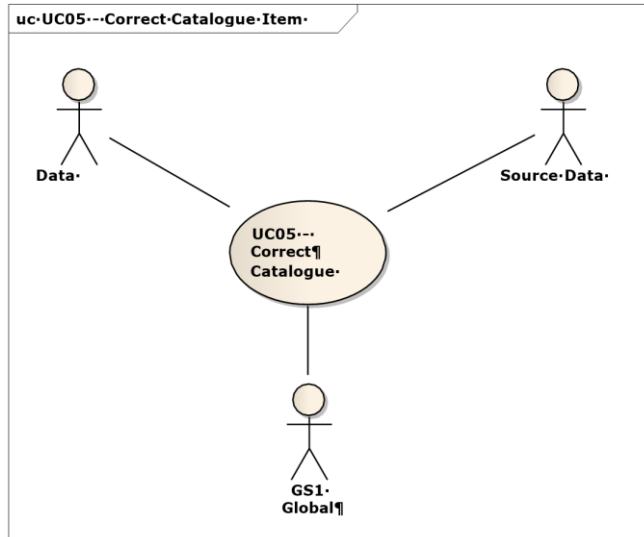 uc·UC05·-·Correct·Catalogue·Item·
Data·
Source·Data·
UC05·-·
Correct¶
Catalogue·
GS1·
Global¶